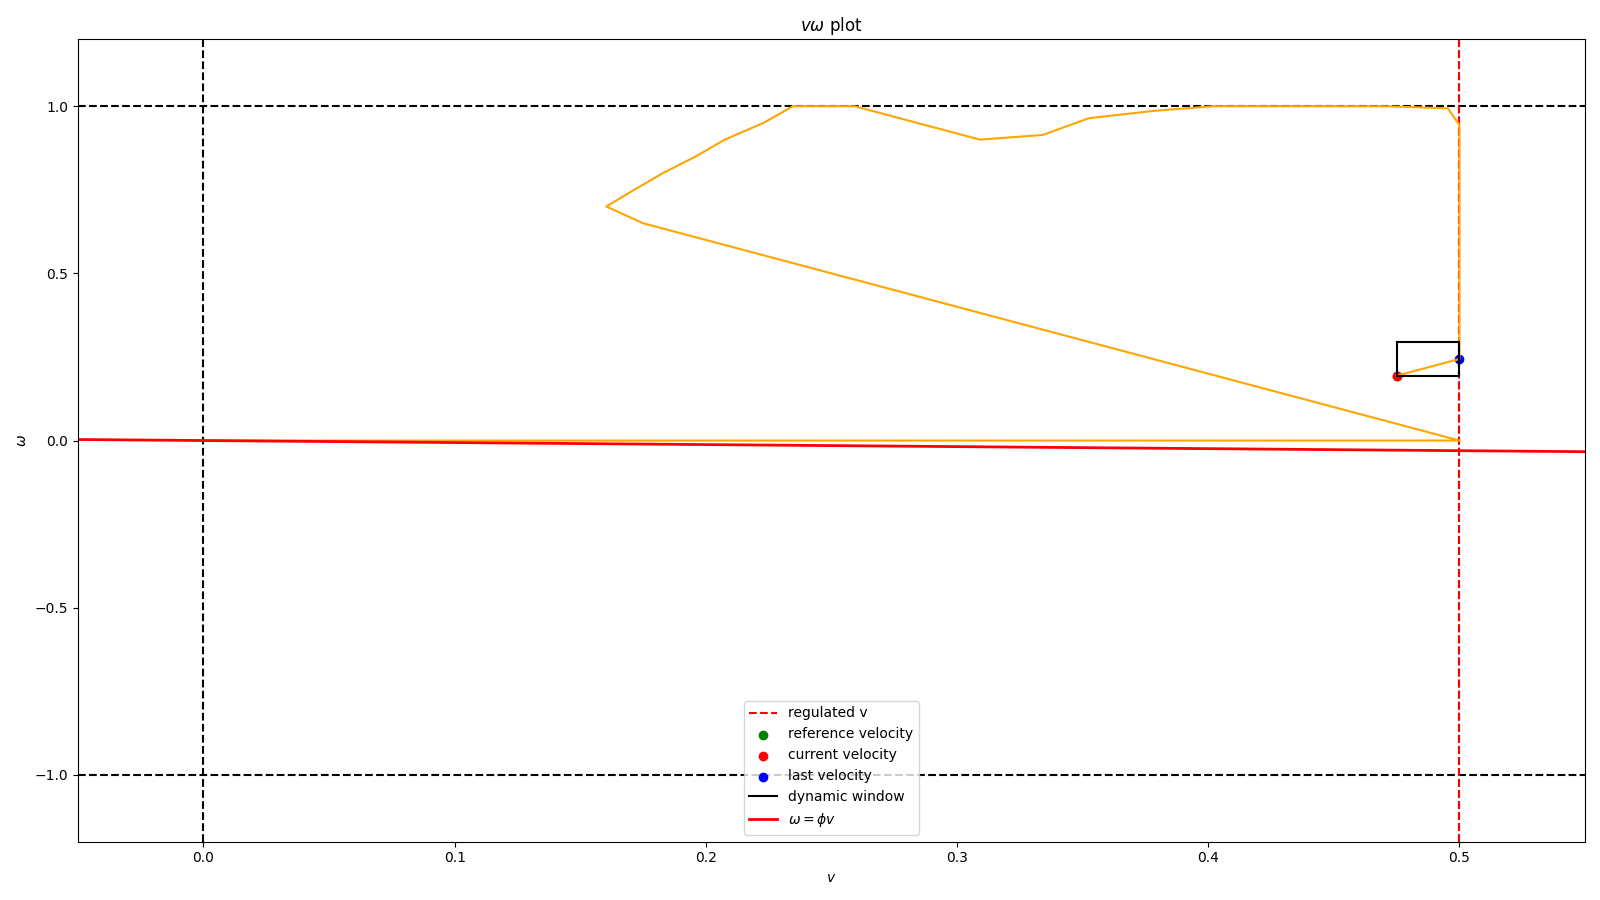 vω plot
1.0
0.5
0.0
−0.5
−1.0
ω
0.0 0.1 0.2 0.3 0.4 0.5
v
regulated v
reference velocity
current velocity
last velocity
dynamic window
ω = ϕv